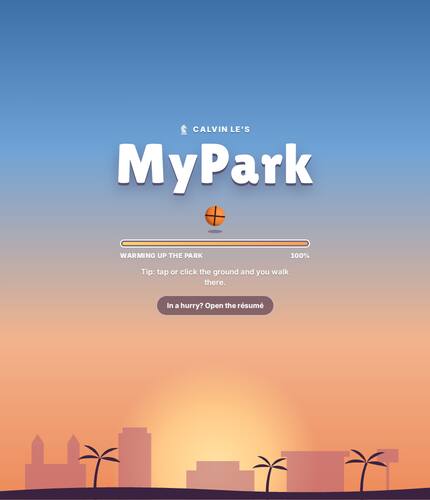 CALVIN LE'S
MyPark
WARMING UP THE PARK 100%
Tip: tap or click the ground and you walk
there.
In a hurry? Open the résumé